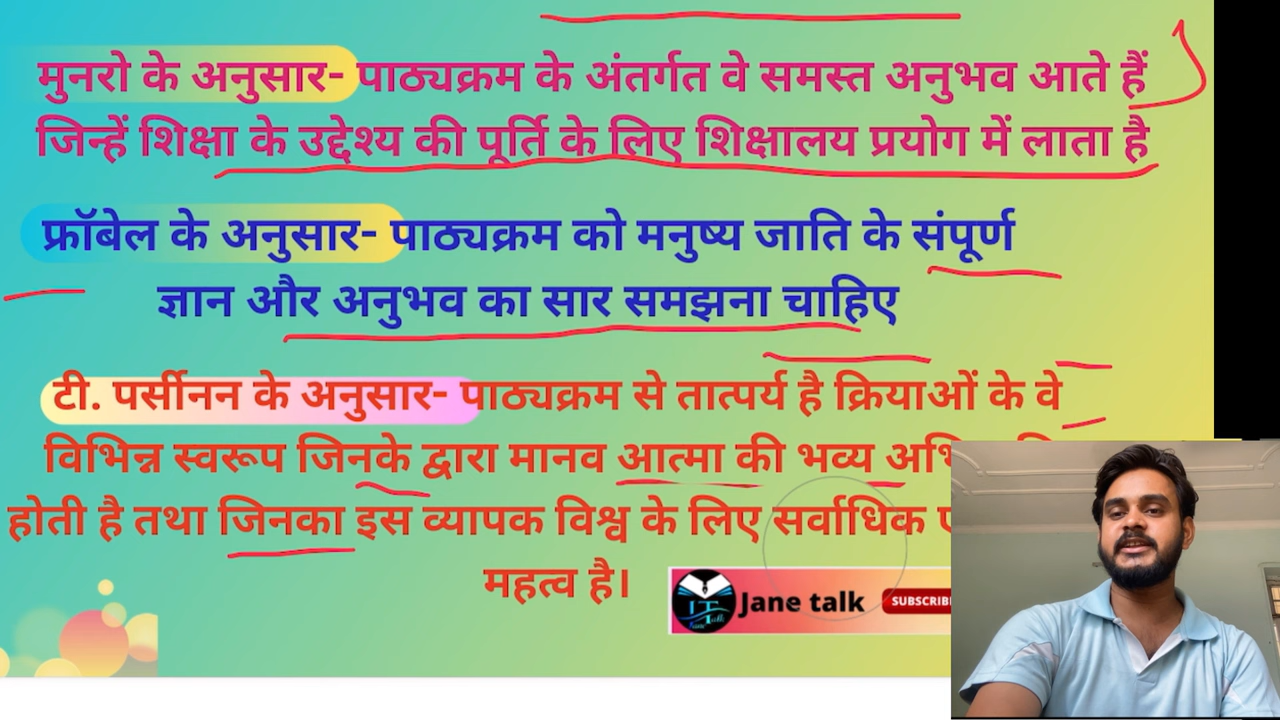 मुनरो के अनुसार- पाठ्यक्रम के अंतर्गत वे समस्त अनुभव आते हैं
जिन्हें शिक्षा के उद्देश्य की पूर्ति के लिए शिक्षालय प्रयोग में लाता है
फ्रॉबेल के अनुसार- पाठ्यक्रम को मनुष्य जाति के संपूर्ण
ज्ञान और अनुभव का सार समझना चाहिए
टी. पर्सीनन के अनुसार- पाठ्यक्रम से तात्पर्य है क्रियाओं के वे
विभिन्न स्वरूप जिनके द्वारा मानव आत्मा की भव्य
होती है तथा जिनका इस व्यापक विश्व के लिए सर्वाधिक
महत्व है।
Jane talk SUBSCRIBE